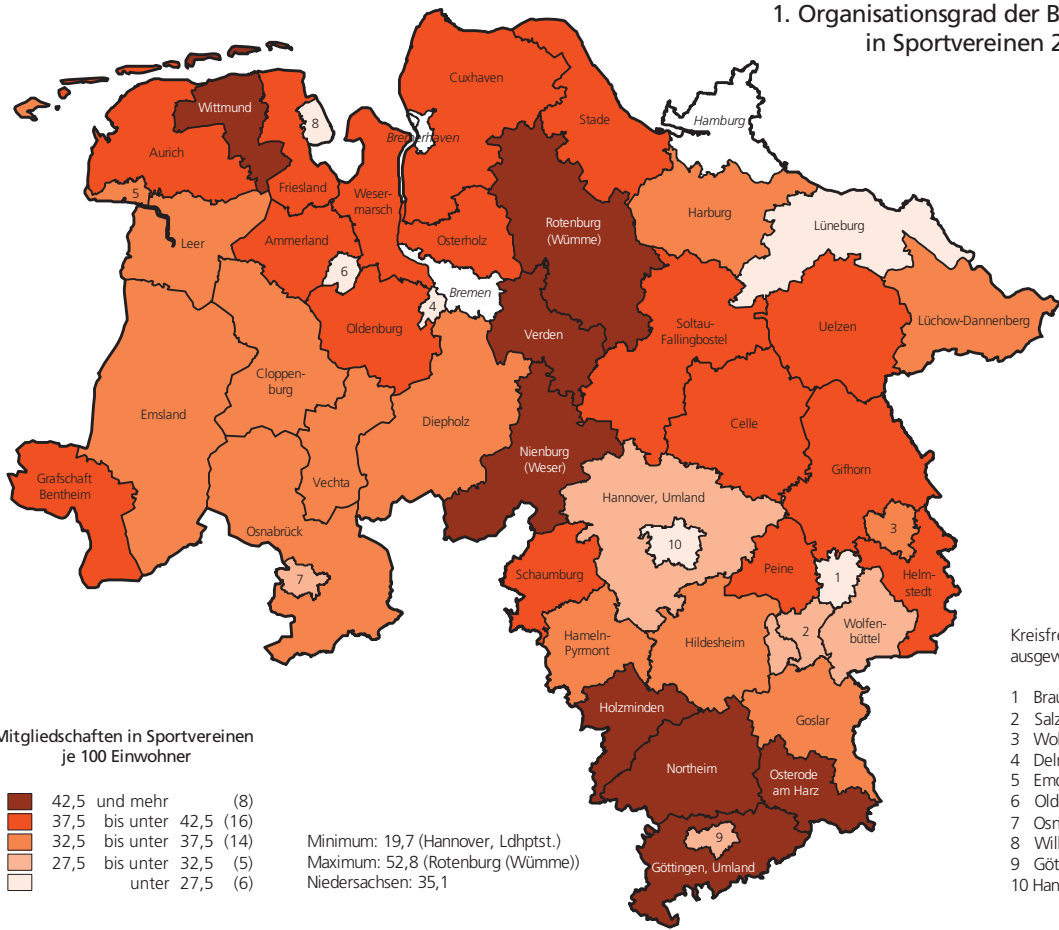 1. Organisationsgrad der B
in Sportvereinen 2
Cuxhaven
Wittmund
8
Bremerhaven
Stade
Hamburg
Aurich
5
Friesland
Weser-
marsch
Harburg
Lüneburg
Leer
Ammerland
Osterholz
Rotenburg
(Wümme)
6
Bremen
4
Oldenburg
Verden
Soltau-
Fallingbostel
Uelzen
Lüchow-Dannenberg
Cloppen-
burg
Emsland
Diepholz
Celle
Nienburg
(Weser)
Gifhorn
Grafschaft
Bentheim
Vechta
Hannover, Umland
Osnabrück
3
10
7
Schaumburg
Peine
1
Helm-
stedt
2
Wolfen-
büttel
Hameln-
Pyrmont
Hildesheim
Holzminden
Goslar
Northeim
Osterode
am Harz
9
Göttingen, Umland
Mitgliedschaften in Sportvereinen
je 100 Einwohner
42,5 und mehr (8)
37,5 bis unter 42,5 (16)
32,5 bis unter 37,5 (14)
27,5 bis unter 32,5 (5)
unter 27,5 (6)
Minimum: 19,7 (Hannover, Ldhptst.)
Maximum: 52,8 (Rotenburg (Wümme))
Niedersachsen: 35,1
Kreisfre
ausgew
1 Brau
2 Salz
3 Wol
4 Deln
5 Emd
6 Old
7 Osn
8 Wilh
9 Göt
10 Han